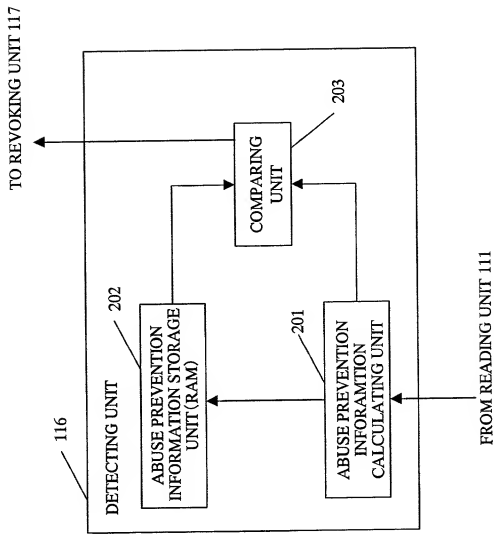 116
DETECTING UNIT
202
ABUSE PREVENTION
INFORMATION STORAGE
UNIT(RAM)
201
ABUSE PREVENTION
INFORAMTION
CALCULATING UNIT
203
COMPARING
UNIT
FROM READING UNIT 111
TO REVOKING UNIT 117